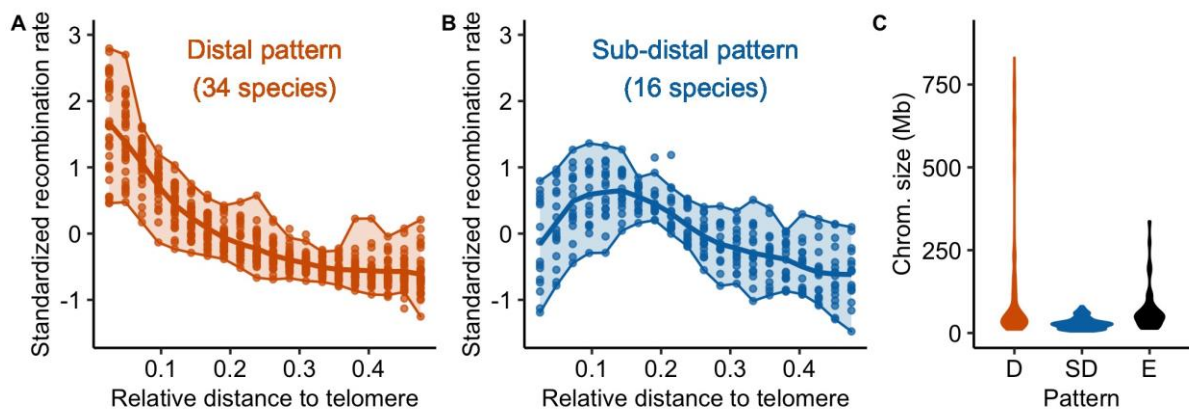 A
Standardized recombination rate
3
2
1
0
-1
Distal pattern
(34 species)
0.1 0.2 0.3 0.4
Relative distance to telomere
B
Standardized recombination rate
3
2
1
0
-1
Sub-distal pattern
(16 species)
0.1 0.2 0.3 0.4
Relative distance to telomere
C
Chrom. size (Mb)
750
500
250
0
D SD E
Pattern